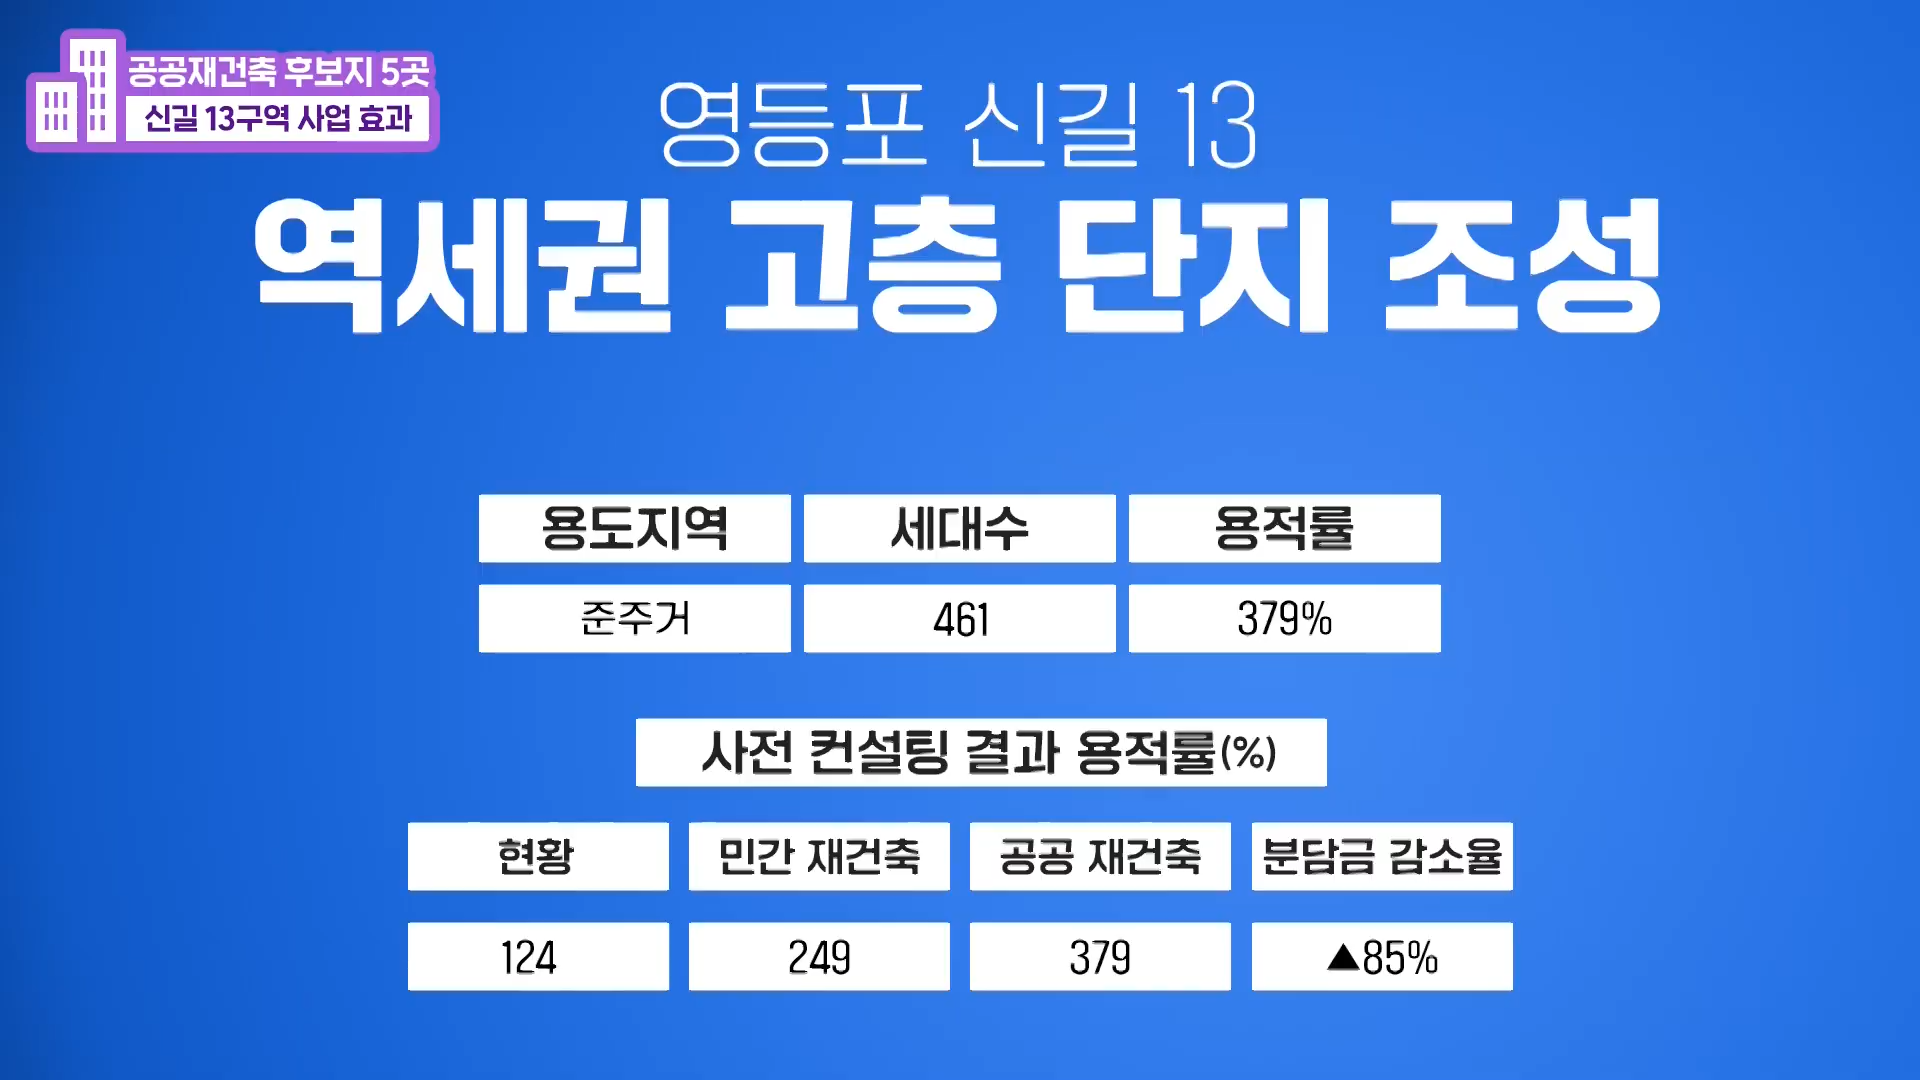 공공재건축 후보지 5곳
신길 13구역 사업 효과
영등포 신길 13
역세권 고층 단지 조성
용도지역 세대수 용적률
준주거 461 379%
사전 컨설팅 결과 용적률(%)
현황 민간 재건축 공공 재건축 분담금 감소율
124 249 379 ▲85%